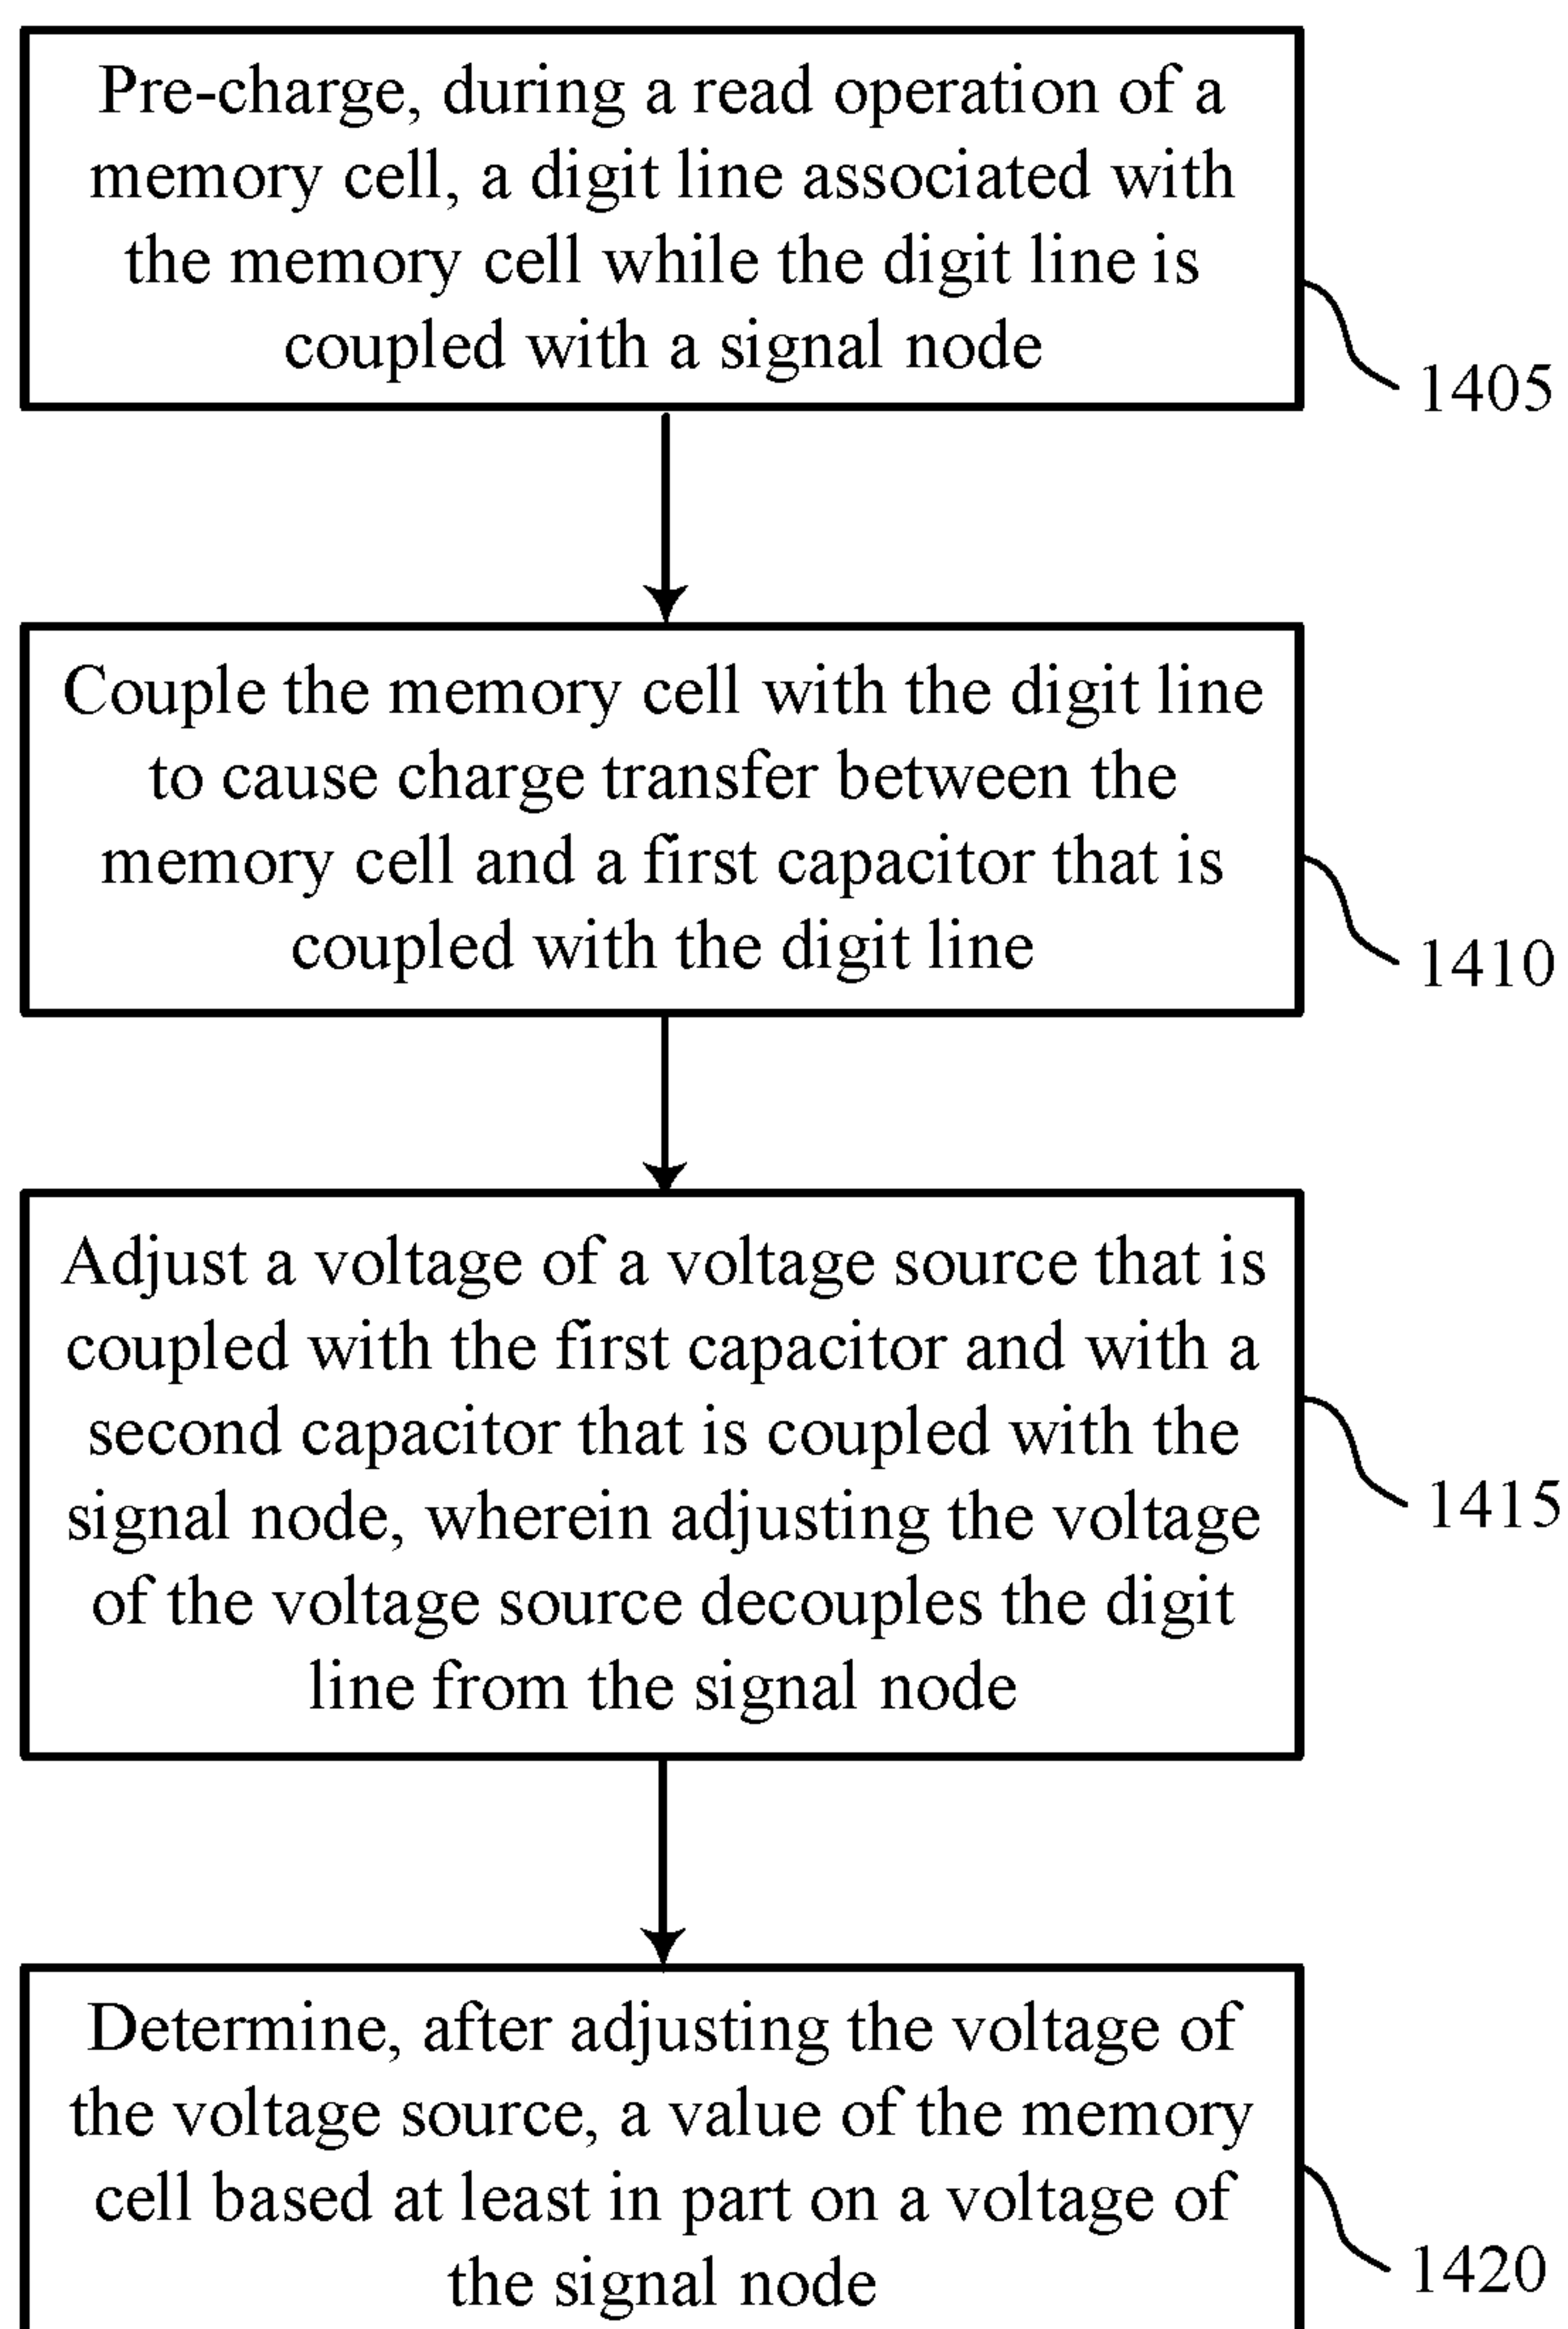 Pre-charge, during a read operation of a
memory cell, a digit line associated with
the memory cell while the digit line is
coupled with a signal node
1405
Couple the memory cell with the digit line
to cause charge transfer between the
memory cell and a first capacitor that is
coupled with the digit line
1410
Adjust a voltage of a voltage source that is
coupled with the first capacitor and with a
second capacitor that is coupled with the
signal node, wherein adjusting the voltage
of the voltage source decouples the digit
line from the signal node
1415
Determine, after adjusting the voltage of
the voltage source, a value of the memory
cell based at least in part on a voltage of
the signal node
1420